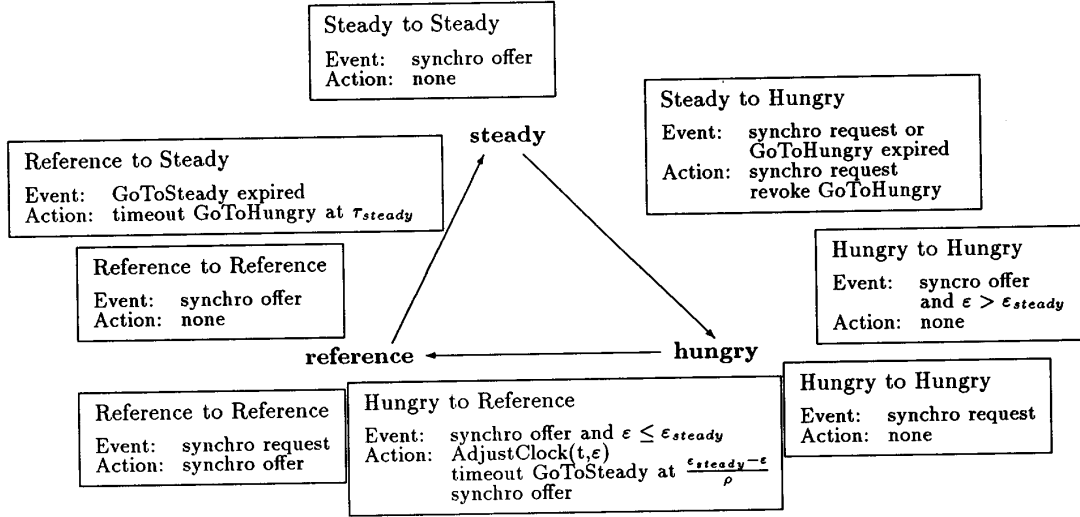 Steady to Steady
Event: synchro offer
Action: none
Steady to Hungry
Event: synchro request or
GoToHungry expired
Action: synchro request
revoke GoToHungry
steady
Reference to Steady
Event: GoToSteady expired
Action: timeout GoToHungry at τ_steady
Reference to Reference
Event: synchro offer
Action: none
Hungry to Hungry
Event: syncro offer
and ε > ε_steady
Action: none
reference
hungry
Reference to Reference
Event: synchro request
Action: synchro offer
Hungry to Reference
Event: synchro offer and ε ≤ ε_steady
Action: AdjustClock(t,ε)
timeout GoToSteady at (ε_steady−ε)/ρ
synchro offer
Hungry to Hungry
Event: synchro request
Action: none